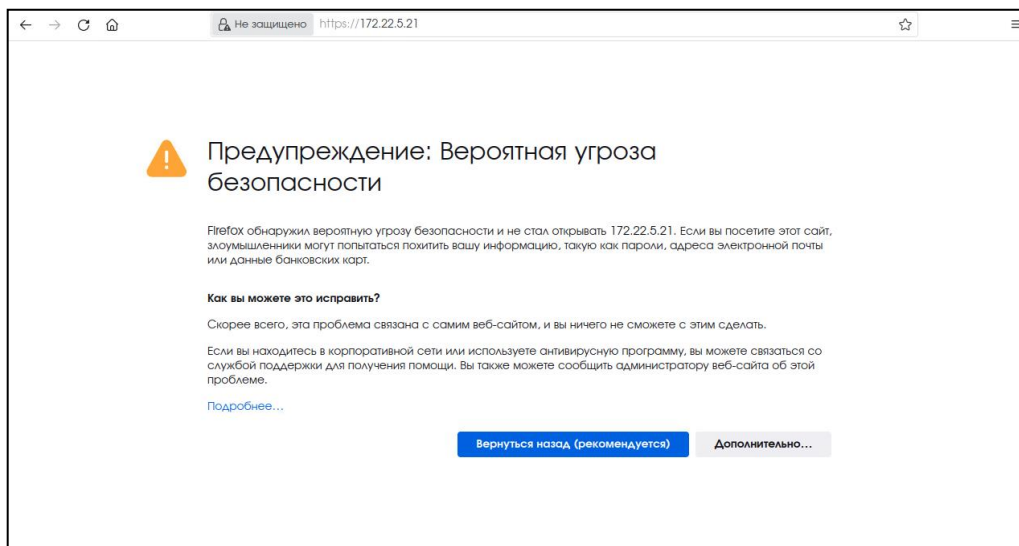 Не защищено https://172.22.5.21
Предупреждение: Вероятная угроза
безопасности
Firefox обнаружил вероятную угрозу безопасности и не стал открывать 172.22.5.21. Если вы посетите этот сайт,
злоумышленники могут попытаться похитить вашу информацию, такую как пароли, адреса электронной почты
или данные банковских карт.
Как вы можете это исправить?
Скорее всего, эта проблема связана с самим веб-сайтом, и вы ничего не сможете с этим сделать.
Если вы находитесь в корпоративной сети или используете антивирусную программу, вы можете связаться со
службой поддержки для получения помощи. Вы также можете сообщить администратору веб-сайта об этой
проблеме.
Подробнее...
Вернуться назад (рекомендуется) Дополнительно...